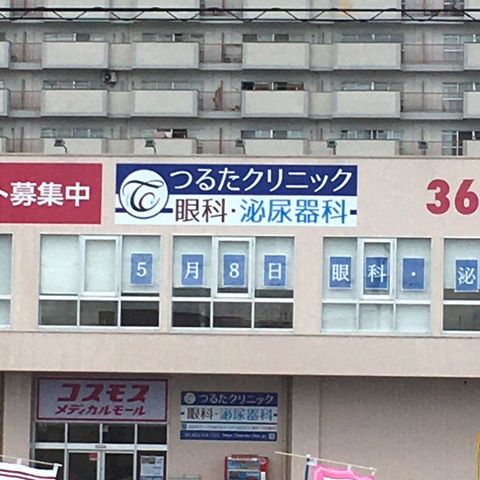 ト募集中
つるたクリニック
眼科・泌尿器科
36
5月8日
眼科・泌
コスモス
メディカルモール
つるたクリニック
眼科・泌尿器科